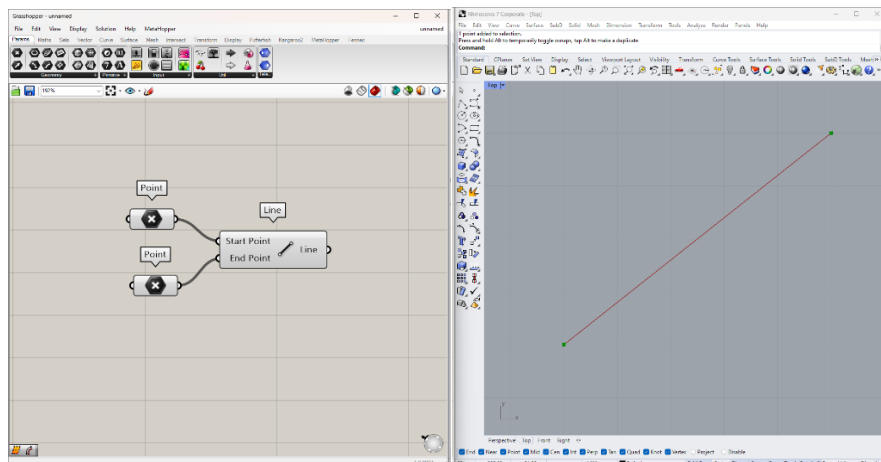 Grasshopper - unnamed
File Edit View Display Solution Help MetaHopper
unnamed
Params Maths Sets Vector Curve Surface Mesh Intersect Transform Display Pufferfish Kangaroo2 MetaHopper Fennec
Geometry
Primitive
Input
Util
192%
Point
Line
Start Point
End Point
Line
Point
Rhinoceros 7 Corporate - [Top]
File Edit View Curve Surface SubD Solid Mesh Dimension Transform Tools Analyze Render Panels Help
1 point added to selection.
Press and hold Alt to temporarily toggle osnaps, tap Alt to make a duplicate
Command:
Standard CPlanes Set View Display Select Viewport Layout Visibility Transform Curve Tools Surface Tools Solid Tools SubD Tools
Top
y
x
Perspective Top Front Right
End Near Point Mid Cen Int Perp Tan Quad Knot Vertex Project Disable